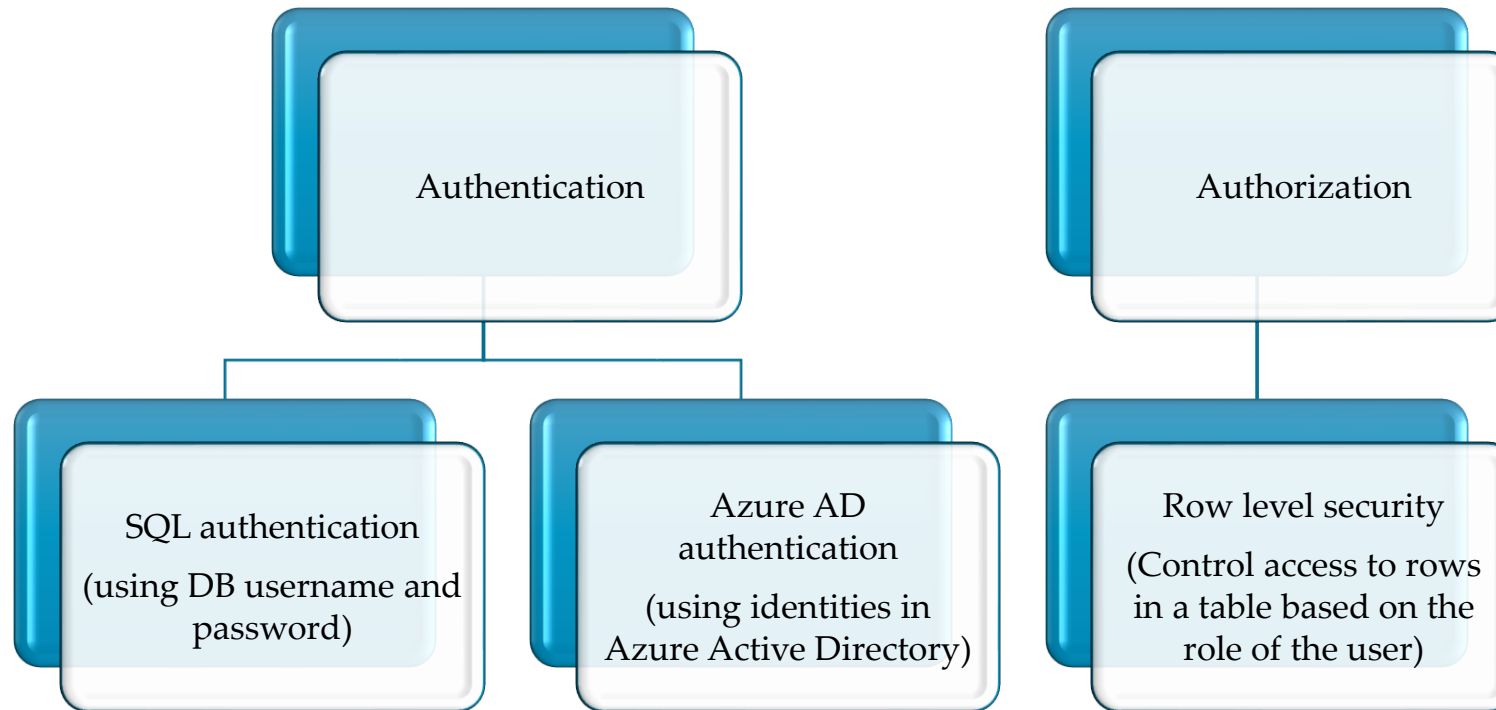 Authentication
Authorization
SQL authentication
(using DB username and
password)
Azure AD
authentication
(using identities in
Azure Active Directory)
Row level security
(Control access to rows
in a table based on the
role of the user)